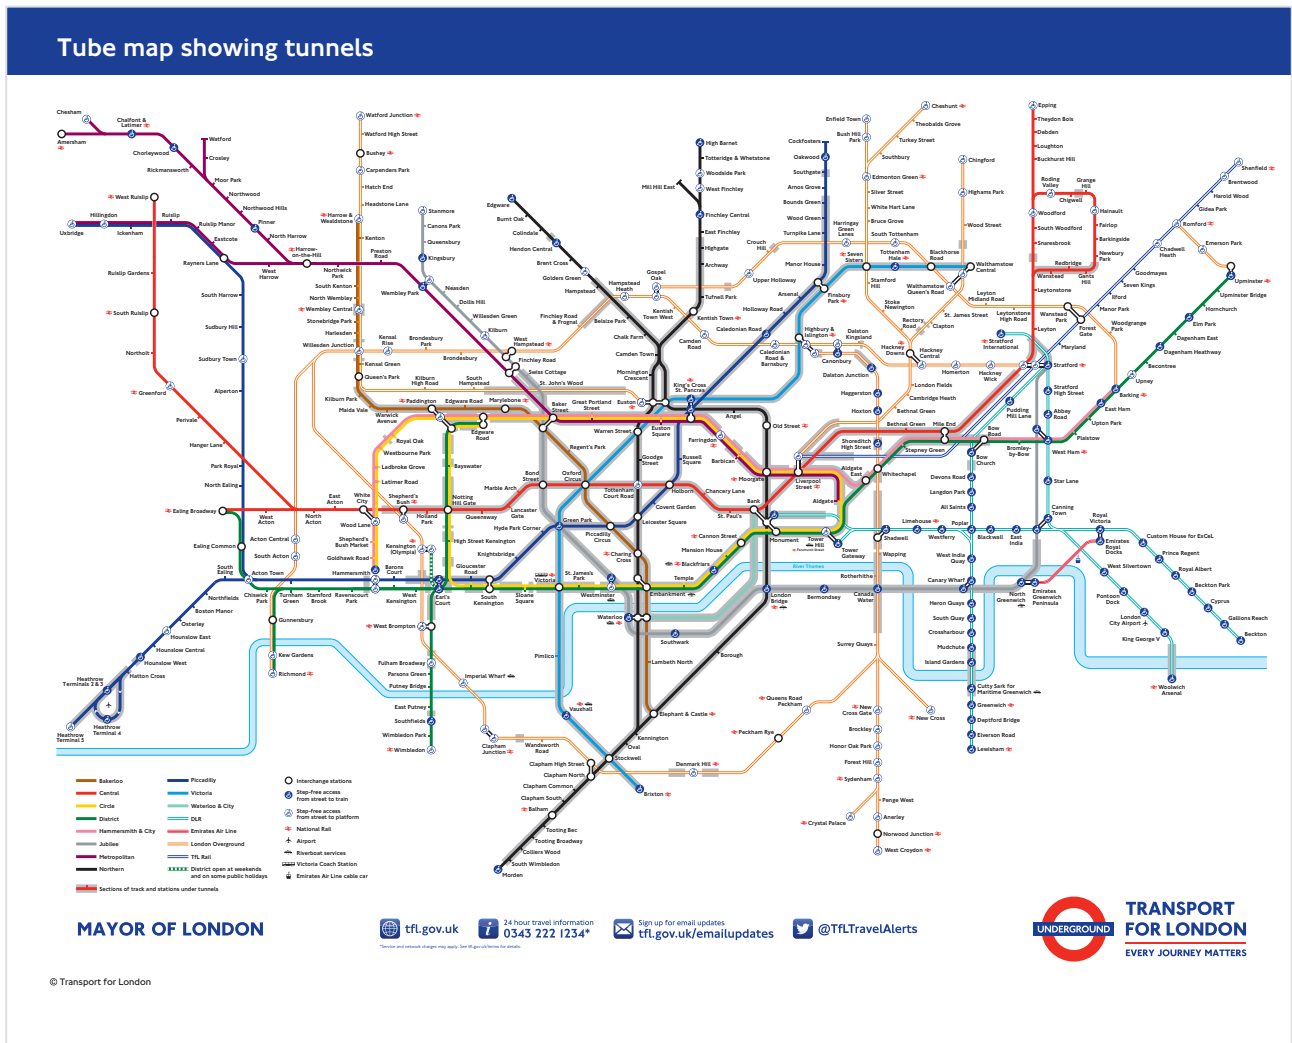 Tube map showing tunnels
Chesham
Chalfont &
Latimer
Amersham
Chorleywood
Rickmansworth
Watford
Croxley
Moor Park
Northwood
Northwood Hills
Pinner
North Harrow
Harrow-
on-the-Hill
Northwick
Park
Preston
Road
Wembley Park
West Ruislip
Hillingdon
Uxbridge
Ickenham
Ruislip
Ruislip Manor
Eastcote
Rayners Lane
West
Harrow
Ruislip Gardens
South Ruislip
Northolt
Greenford
Perivale
Hanger Lane
South Harrow
Sudbury Hill
Sudbury Town
Alperton
Park Royal
North Ealing
Ealing Broadway
West
Acton
North
Acton
East
Acton
White
City
Ealing Common
South
Ealing
Acton Town
Acton Central
South Acton
Northfields
Boston Manor
Osterley
Hounslow East
Hounslow Central
Hounslow West
Hatton Cross
Heathrow
Terminals 2 & 3
Heathrow
Terminal 4
Heathrow
Terminal 5
Chiswick
Park
Turnham
Green
Stamford
Brook
Ravenscourt
Park
Gunnersbury
Kew Gardens
Richmond
Watford Junction
Watford High Street
Bushey
Carpenders Park
Hatch End
Headstone Lane
Harrow &
Wealdstone
Kenton
South Kenton
North Wembley
Wembley Central
Stonebridge Park
Harlesden
Willesden Junction
Kensal
Rise
Brondesbury
Park
Brondesbury
Kensal Green
Queen's Park
Kilburn
High Road
South
Hampstead
Kilburn Park
Maida Vale
Warwick
Avenue
Paddington
Edgware Road
Marylebone
Stanmore
Canons Park
Queensbury
Kingsbury
Neasden
Dollis Hill
Willesden Green
Kilburn
West
Hampstead
Finchley Road
Swiss Cottage
St. John's Wood
Baker
Street
Great Portland
Street
Euston
Edgware
Road
Edgware
Burnt Oak
Colindale
Hendon Central
Brent Cross
Golders Green
Hampstead
Belsize Park
Chalk Farm
Camden Town
Mornington
Crescent
Finchley Road
& Frognal
Hampstead
Heath
Gospel
Oak
Kentish
Town West
Kentish Town
Camden
Road
High Barnet
Totteridge & Whetstone
Woodside Park
West Finchley
Mill Hill East
Finchley Central
East Finchley
Highgate
Archway
Tufnell Park
Crouch
Hill
Upper Holloway
Cockfosters
Oakwood
Southgate
Arnos Grove
Bounds Green
Wood Green
Turnpike Lane
Manor House
Harringay
Green
Lanes
Seven
Sisters
Finsbury
Park
Arsenal
Holloway Road
Caledonian Road
Caledonian
Road &
Barnsbury
Highbury &
Islington
Canonbury
Dalston
Kingsland
Dalston Junction
Haggerston
Hoxton
Shoreditch
High Street
King's Cross
St. Pancras
Angel
Old Street
Enfield Town
Bush Hill
Park
Cheshunt
Theobalds Grove
Turkey Street
Southbury
Edmonton Green
Silver Street
White Hart Lane
Bruce Grove
South Tottenham
Tottenham
Hale
Blackhorse
Road
Stamford
Hill
Stoke
Newington
Rectory
Road
Clapton
Hackney
Downs
Hackney
Central
London Fields
Cambridge Heath
Bethnal Green
Chingford
Highams Park
Wood Street
Walthamstow
Central
Walthamstow
Queen's Road
St. James Street
Leyton
Midland Road
Leytonstone
High Road
Wanstead
Park
Forest
Gate
Woodgrange
Park
Homerton
Hackney
Wick
Stratford
International
Stratford
Epping
Theydon Bois
Debden
Loughton
Buckhurst Hill
Roding
Valley
Chigwell
Grange
Hill
Hainault
Fairlop
Barkingside
Newbury
Park
Gants
Hill
Redbridge
Wanstead
Woodford
South Woodford
Snaresbrook
Leytonstone
Leyton
Shenfield
Brentwood
Harold Wood
Gidea Park
Romford
Emerson Park
Chadwell
Heath
Goodmayes
Seven Kings
Ilford
Manor Park
Maryland
Upminster
Upminster Bridge
Hornchurch
Elm Park
Dagenham East
Dagenham Heathway
Becontree
Upney
Barking
East Ham
Upton Park
Plaistow
West Ham
Stratford
High Street
Abbey
Road
Pudding
Mill Lane
Bow
Road
Bow
Church
Bromley-
by-Bow
Mile End
Bethnal Green
Stepney Green
Whitechapel
Aldgate
East
Aldgate
Liverpool
Street
Moorgate
Barbican
Farringdon
Euston
Square
Warren Street
Russell
Square
Goodge
Street
Regent's Park
Oxford
Circus
Bond
Street
Marble Arch
Tottenham
Court Road
Holborn
Chancery Lane
St. Paul's
Bank
Covent Garden
Leicester Square
Piccadilly
Circus
Green Park
Hyde Park Corner
Knightsbridge
Lancaster
Gate
Queensway
Notting
Hill Gate
Holland
Park
Shepherd's
Bush
Bayswater
High Street Kensington
Royal Oak
Westbourne Park
Ladbroke Grove
Latimer Road
Wood Lane
Shepherd's
Bush Market
Goldhawk Road
Hammersmith
Barons
Court
West
Kensington
Kensington
(Olympia)
Earl's
Court
Gloucester
Road
South
Kensington
Sloane
Square
Victoria
St. James's
Park
Westminster
Charing
Cross
Embankment
Temple
Blackfriars
Mansion House
Cannon Street
Monument
Tower
Hill
Fenchurch Street
Tower
Gateway
Waterloo
Southwark
London
Bridge
Bermondsey
Canada
Water
River Thames
Borough
Lambeth North
Elephant & Castle
Kennington
Oval
Stockwell
Pimlico
Vauxhall
Brixton
West Brompton
Fulham Broadway
Parsons Green
Putney Bridge
East Putney
Southfields
Wimbledon Park
Wimbledon
Imperial Wharf
Clapham
Junction
Wandsworth
Road
Clapham High Street
Clapham North
Clapham Common
Clapham South
Balham
Tooting Bec
Tooting Broadway
Colliers Wood
South Wimbledon
Morden
Denmark Hill
Peckham Rye
Queens Road
Peckham
Shadwell
Wapping
Rotherhithe
Surrey Quays
New
Cross Gate
New Cross
Brockley
Honor Oak Park
Forest Hill
Sydenham
Crystal Palace
Penge West
Anerley
Norwood Junction
West Croydon
Devons Road
Langdon Park
All Saints
Limehouse
Westferry
Poplar
Blackwall
East
India
Canning
Town
Star Lane
West India
Quay
Canary Wharf
Heron Quays
South Quay
Crossharbour
Mudchute
Island Gardens
Cutty Sark for
Maritime Greenwich
Greenwich
Deptford Bridge
Elverson Road
Lewisham
North
Greenwich
Emirates
Greenwich
Peninsula
Royal
Victoria
Emirates
Royal
Docks
Custom House for ExCeL
Prince Regent
Royal Albert
Beckton Park
Cyprus
Gallions Reach
Beckton
West Silvertown
Pontoon
Dock
London
City Airport
King George V
Woolwich
Arsenal
Bakerloo
Central
Circle
District
Hammersmith & City
Jubilee
Metropolitan
Northern
Sections of track and stations under tunnels
Piccadilly
Victoria
Waterloo & City
DLR
Emirates Air Line
London Overground
TfL Rail
District open at weekends
and on some public holidays
Interchange stations
Step-free access
from street to train
Step-free access
from street to platform
National Rail
Airport
Riverboat services
Victoria Coach Station
Emirates Air Line cable car
MAYOR OF LONDON
tfl.gov.uk
24 hour travel information
0343 222 1234*
Sign up for email updates
tfl.gov.uk/emailupdates
@TfLTravelAlerts
*Service and network charges may apply. See tfl.gov.uk/terms for details.
UNDERGROUND
TRANSPORT
FOR LONDON
EVERY JOURNEY MATTERS
© Transport for London